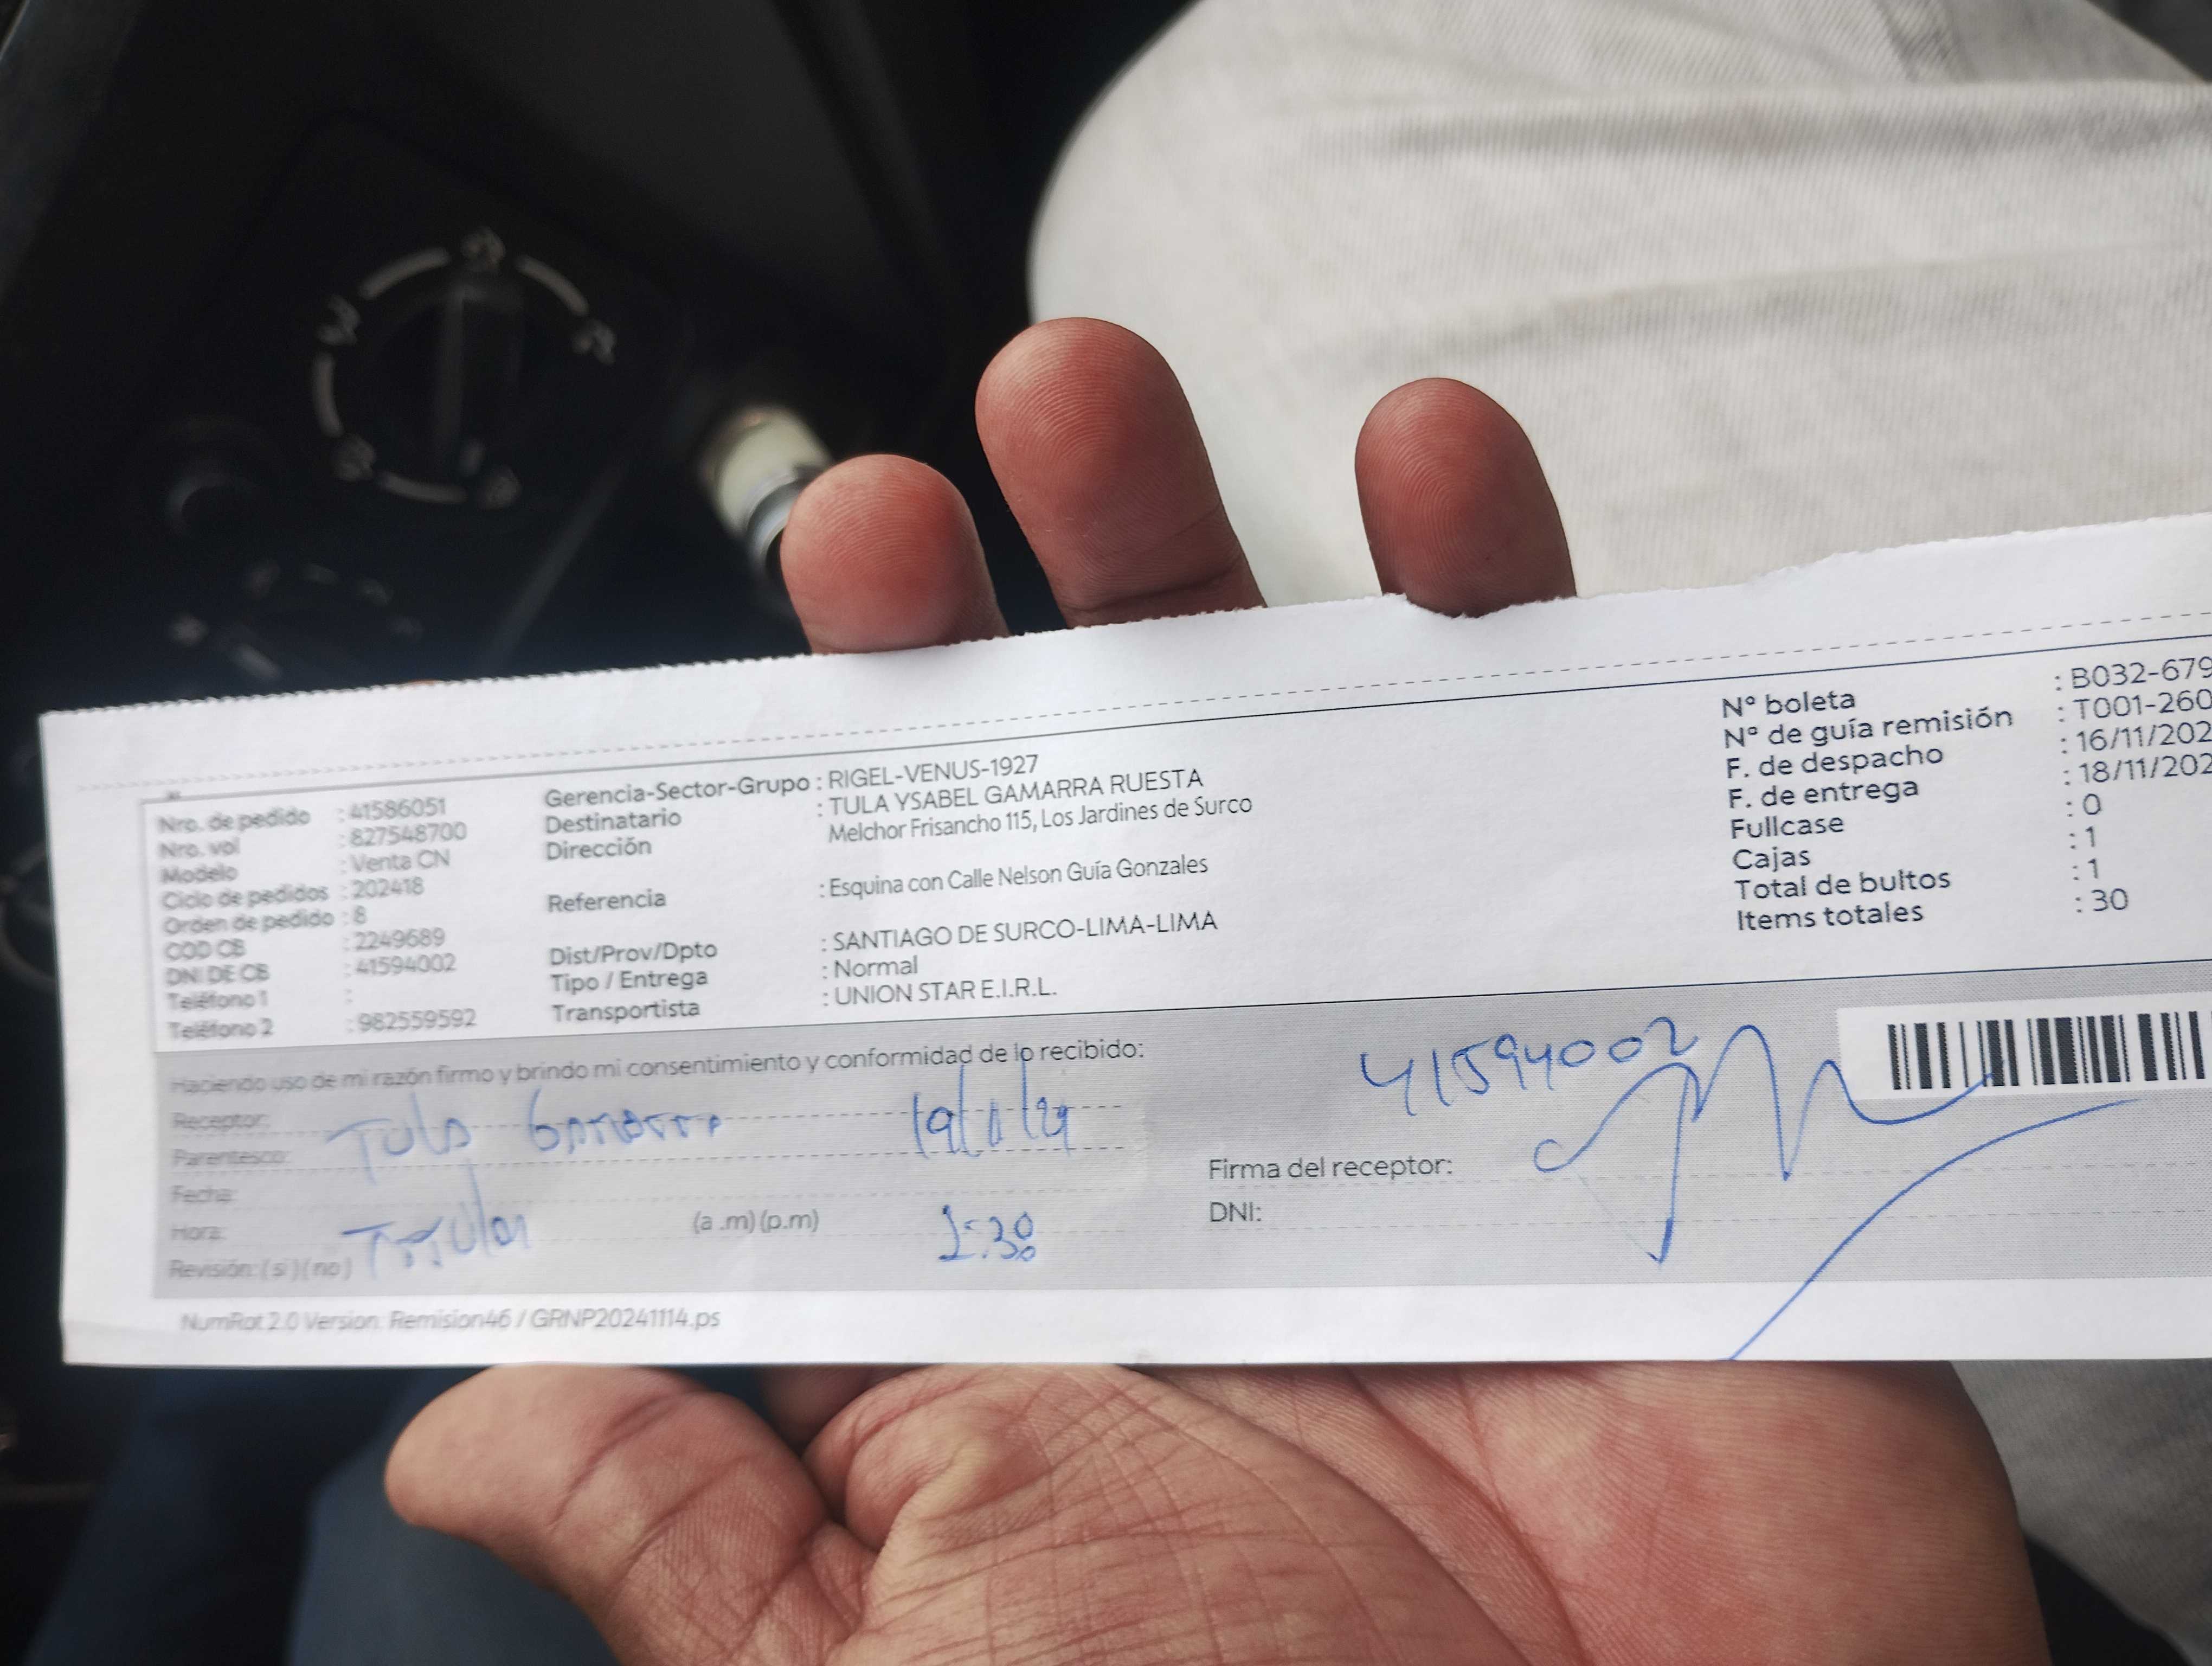 Nro. de pedido : 41586051
Nro. vol : 827548700
Modelo : Venta CN
Ciclo de pedidos : 202418
Orden de pedido : 8
COD CB : 2249689
DNI DE CB : 41594002
Teléfono 1 :
Teléfono 2 : 982559592
Gerencia-Sector-Grupo : RIGEL-VENUS-1927
Destinatario : TULA YSABEL GAMARRA RUESTA
Dirección Melchor Frisancho 115, Los Jardines de Surco
Referencia : Esquina con Calle Nelson Guía Gonzales
Dist/Prov/Dpto : SANTIAGO DE SURCO-LIMA-LIMA
Tipo / Entrega : Normal
Transportista : UNION STAR E.I.R.L.
N° boleta : B032-679
N° de guía remisión : T001-260
F. de despacho : 16/11/202
F. de entrega : 18/11/202
Fullcase : 0
Cajas : 1
Total de bultos : 1
Items totales : 30
Haciendo uso de mi razón firmo y brindo mi consentimiento y conformidad de lo recibido:
41594002
Receptor:
Tula Gamarra
Parentesco:
Fecha:
Hora: (a .m) (p.m)
Titular
Revisión: ( si ) ( no )
Firma del receptor:
DNI:
NumRot 2.0 Version: Remision46 / GRNP20241114.ps